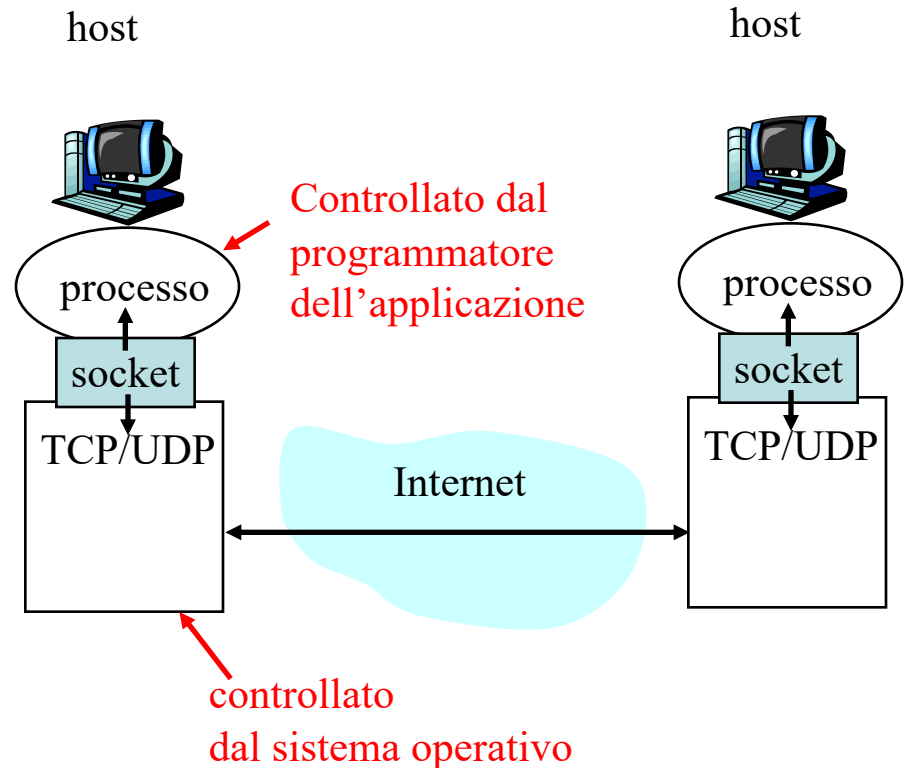 host
host
Controllato dal
programmatore
dell’applicazione
processo
processo
socket
socket
TCP/UDP
TCP/UDP
Internet
controllato
dal sistema operativo